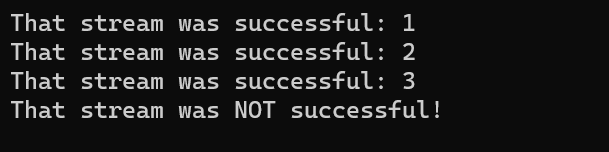 That stream was successful: 1
That stream was successful: 2
That stream was successful: 3
That stream was NOT successful!